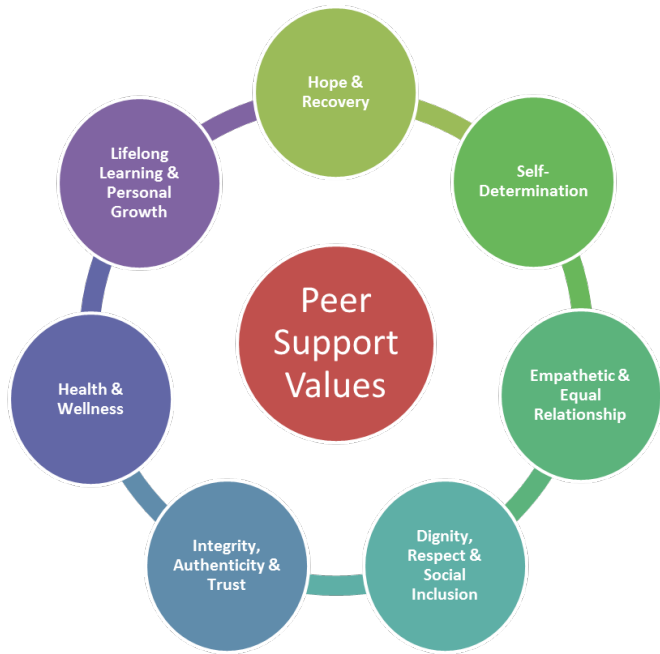 Hope &
Recovery
Self-
Determination
Empathetic &
Equal
Relationship
Dignity,
Respect &
Social
Inclusion
Integrity,
Authenticity &
Trust
Health &
Wellness
Lifelong
Learning &
Personal
Growth
Peer
Support
Values